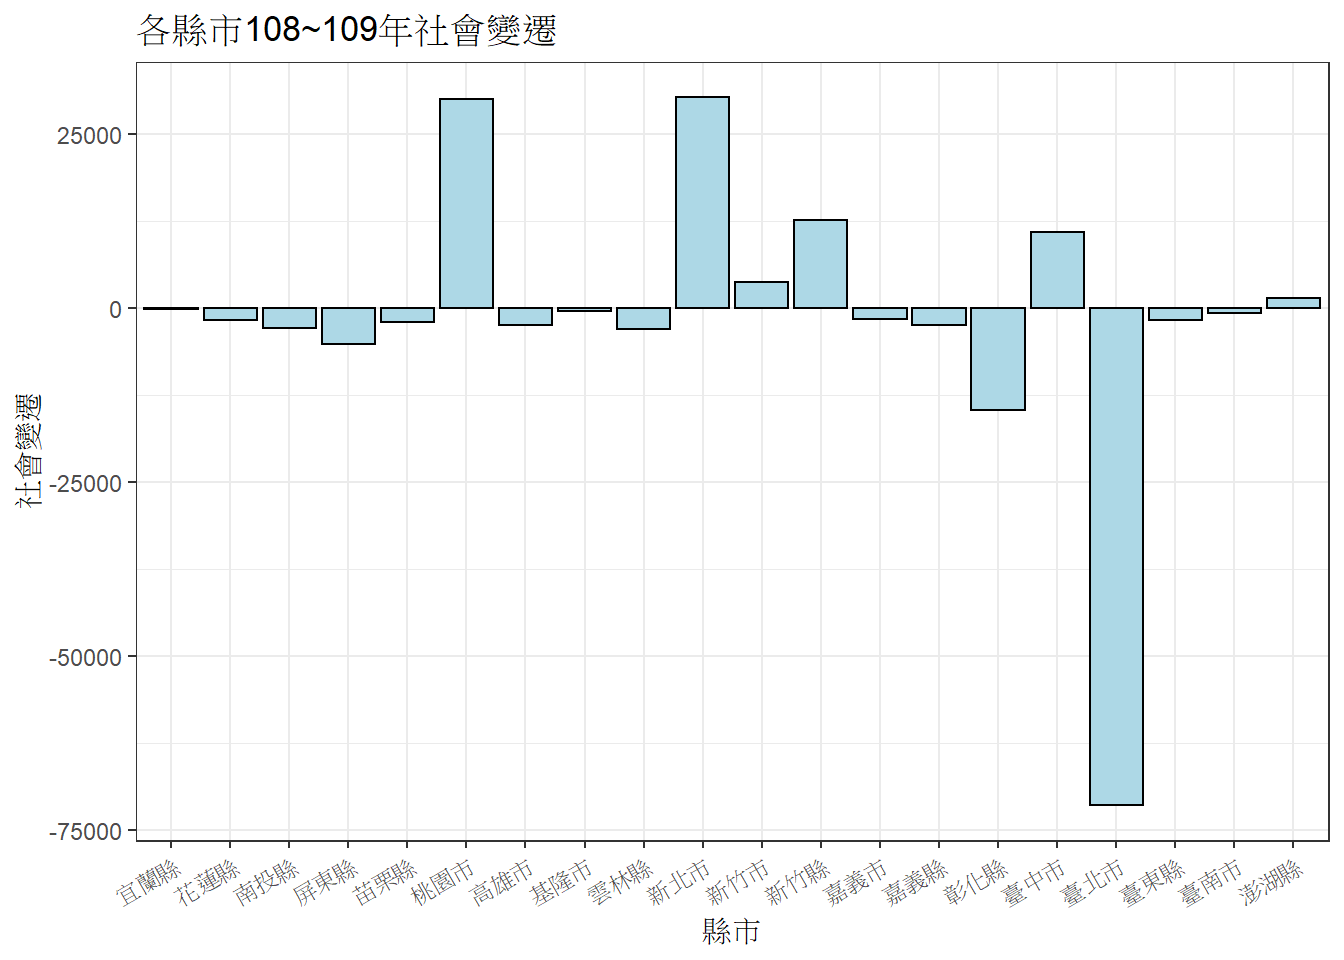 各縣市108~109年社會變遷
25000
0
-25000
-50000
-75000
社會變遷
宜蘭縣
花蓮縣
南投縣
屏東縣
苗栗縣
桃園市
高雄市
基隆市
雲林縣
新北市
新竹市
新竹縣
嘉義市
嘉義縣
彰化縣
臺中市
臺北市
臺東縣
臺南市
澎湖縣
縣市